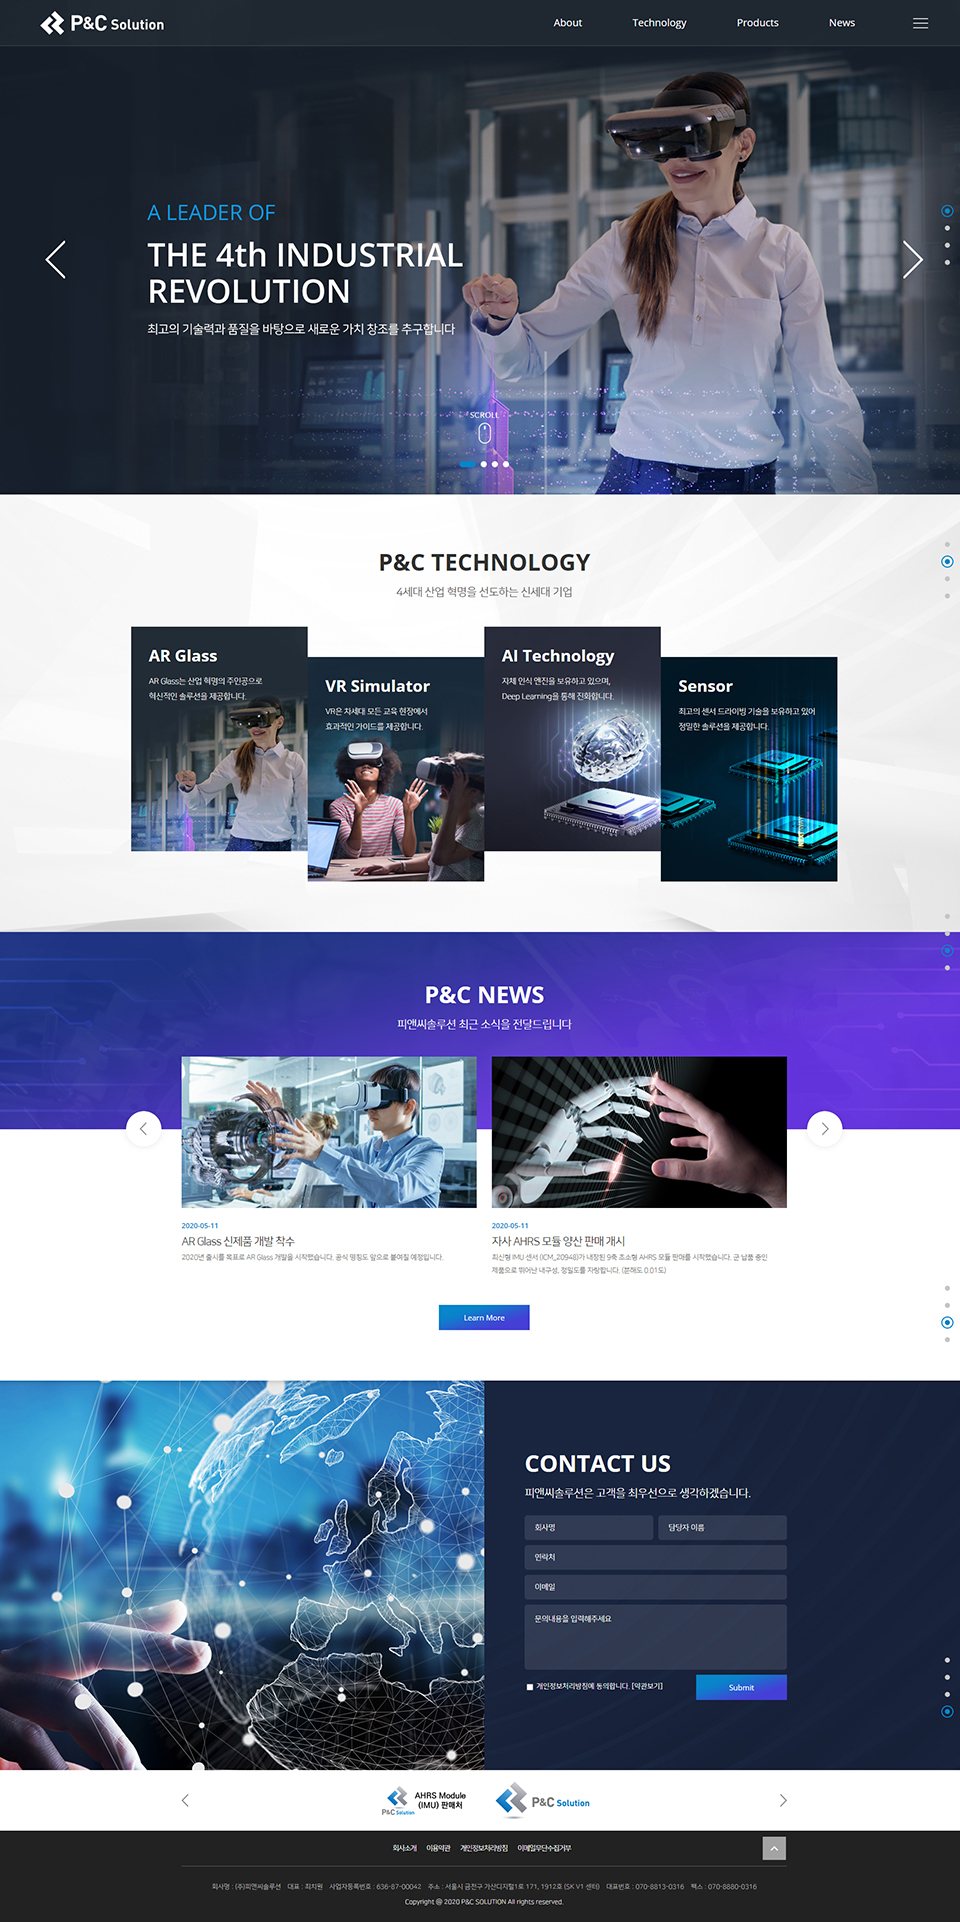 P&C Solution
About Technology Products News
A LEADER OF
THE 4th INDUSTRIAL
REVOLUTION
최고의 기술력과 품질을 바탕으로 새로운 가치 창조를 추구합니다
SCROLL
P&C TECHNOLOGY
4세대 산업 혁명을 선도하는 신세대 기업
AR Glass
AR Glass는 산업 혁명의 주인공으로
혁신적인 솔루션을 제공합니다.
VR Simulator
VR은 차세대 모든 교육 현장에서
효과적인 가이드를 제공합니다.
AI Technology
자체 인식 엔진을 보유하고 있으며,
Deep Learning을 통해 진화합니다.
Sensor
최고의 센서 드라이빙 기술을 보유하고 있어
정밀한 솔루션을 제공합니다.
P&C NEWS
피앤씨솔루션 최근 소식을 전달드립니다
2020-05-11
AR Glass 신제품 개발 착수
2020년 출시를 목표로 AR Glass 개발을 시작했습니다. 공식 명칭도 앞으로 붙여질 예정입니다.
2020-05-11
자사 AHRS 모듈 양산 판매 개시
최신형 IMU 센서 (ICM_20948)가 내장된 9축 초소형 AHRS 모듈 판매를 시작했습니다. 군 납품 중인
제품으로 뛰어난 내구성, 정밀도를 자랑합니다. (분해도 0.01도)
Learn More
CONTACT US
피앤씨솔루션은 고객을 최우선으로 생각하겠습니다.
회사명 담당자 이름
연락처
이메일
문의내용을 입력해주세요
개인정보처리방침에 동의합니다. [약관보기]
Submit
P&C Solution
AHRS Module
(IMU) 판매처
P&C Solution
회사소개 이용약관 개인정보처리방침 이메일무단수집거부
회사명 : (주)피앤씨솔루션 대표 : 최치원 사업자등록번호 : 636-87-00042 주소 : 서울시 금천구 가산디지털1로 171, 1912호 (SK V1 센터) 대표번호 : 070-8813-0316 팩스 : 070-8880-0316
Copyright @ 2020 P&C SOLUTION All rights reserved.